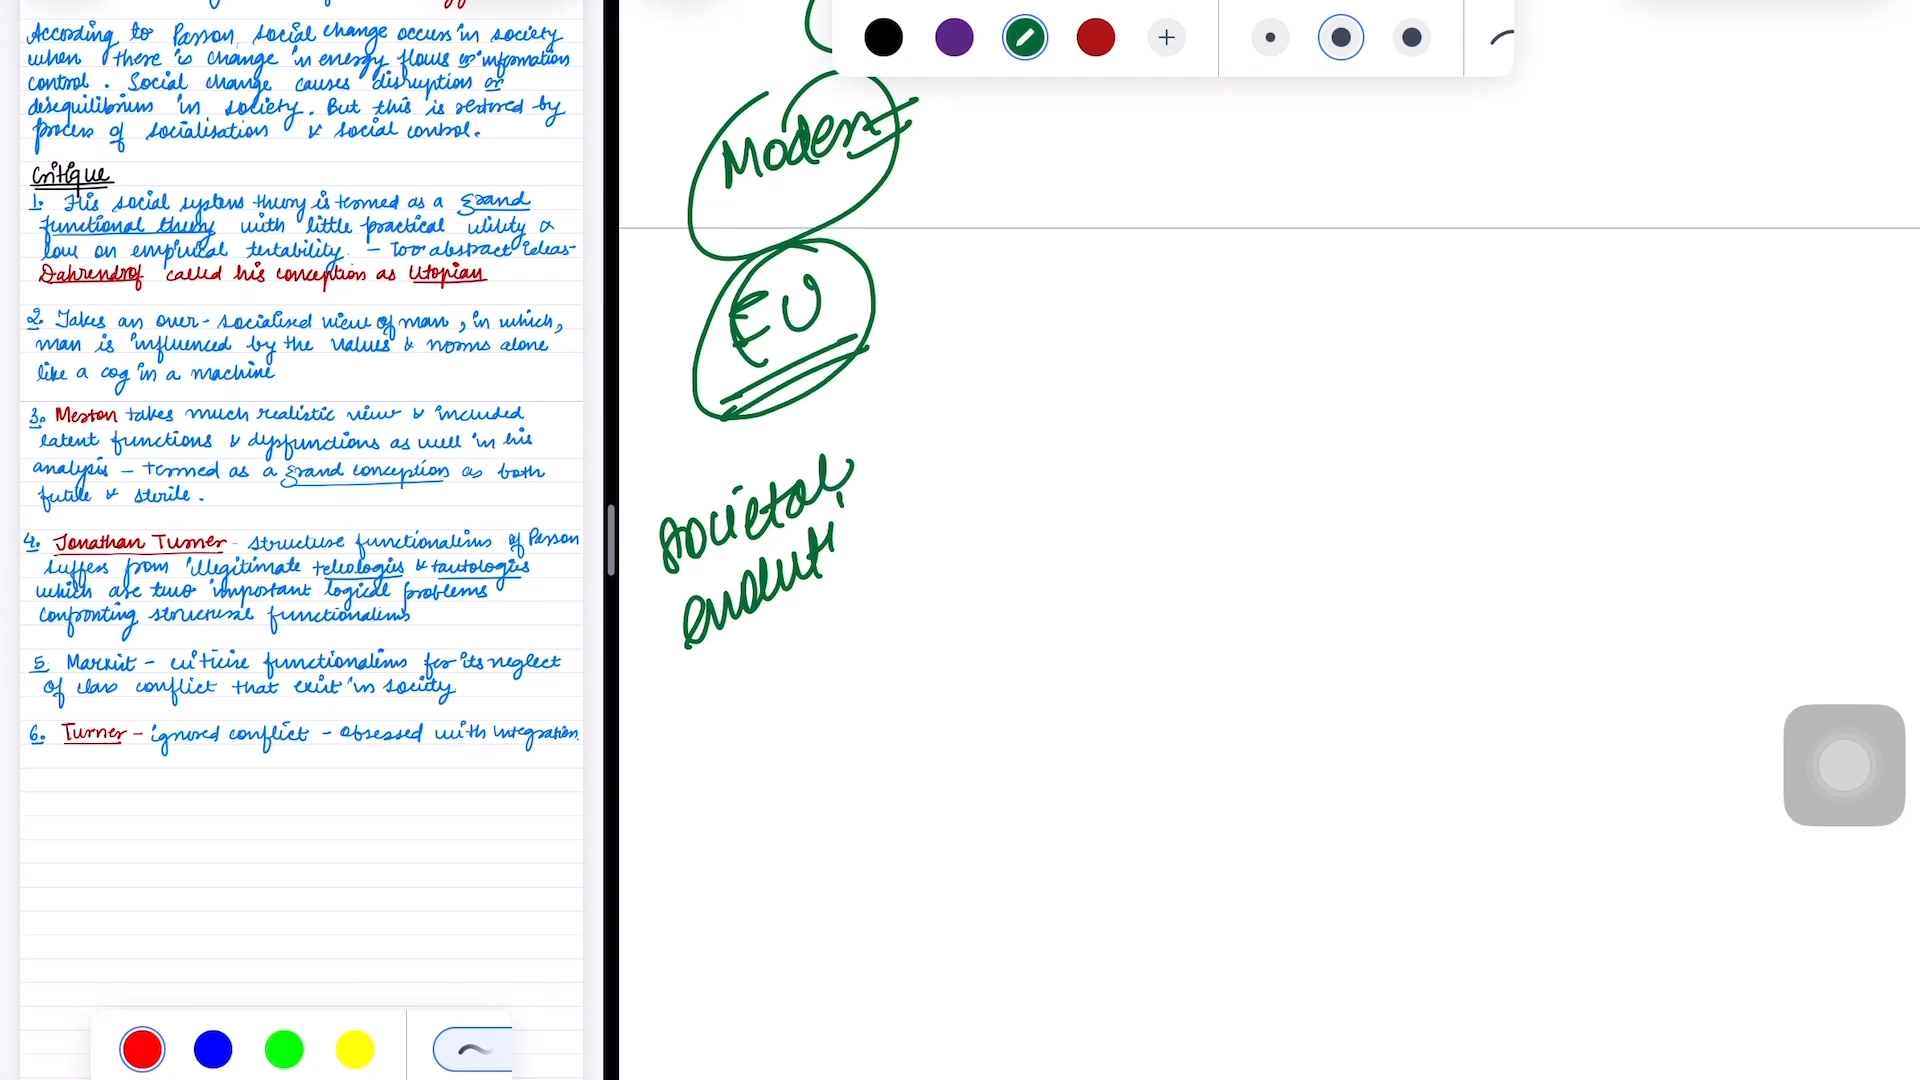 According to Parson, social change occurs in society
when there is change in energy flows or information
control. Social change causes disruption or
disequilibrium in society. But this is restored by
process of socialisation & social control.
Critique
1. His social system theory is termed as a grand
functional theory with little practical utility &
low on empirical testability. - Too abstract ideas-
Dahrendrof called his conception as Utopian
2. Takes an over-socialised view of man, in which,
man is influenced by the values & norms alone
like a cog in a machine
3. Merton takes much realistic view & included
latent functions & dysfunctions as well in his
analysis - termed as a grand conception as both
futile & sterile.
4. Jonathan Turner - structure functionalism of Parson
suffers from illegitimate teleologies & tautologies
which are two important logical problems
confronting structural functionalism
5 Marxist - criticise functionalism for its neglect
of class conflict that exist in society
6. Turner - ignored conflict - obsessed with integration.
Modern
EU
societal
evoluti